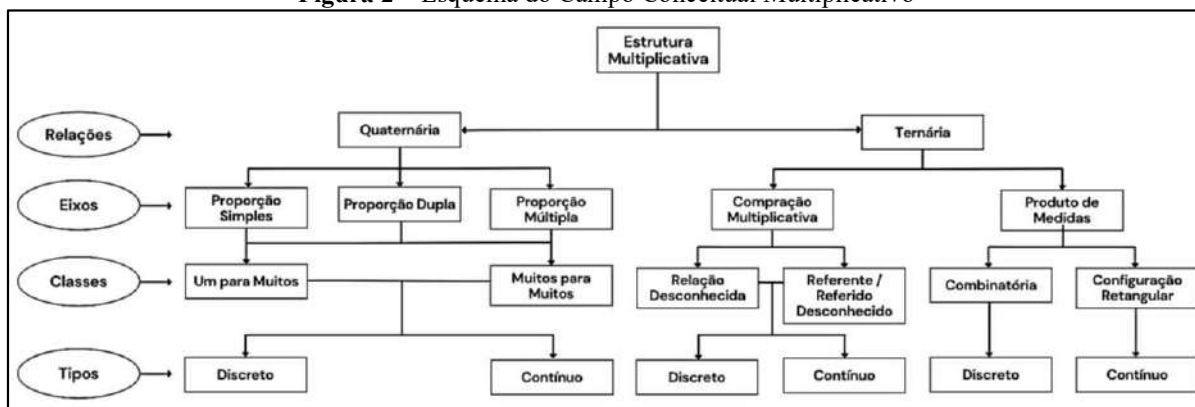 Figura 2 – Esquema do Campo Conceitual Multiplicativo
Estrutura
Multiplicativa
Relações
Quaternária
Ternária
Eixos
Proporção
Simples
Proporção Dupla
Proporção
Múltipla
Compração
Multiplicativa
Produto de
Medidas
Classes
Um para Muitos
Muitos para
Muitos
Relação
Desconhecida
Referente /
Referido
Desconhecido
Combinatória
Configuração
Retangular
Tipos
Discreto
Contínuo
Discreto
Contínuo
Discreto
Contínuo